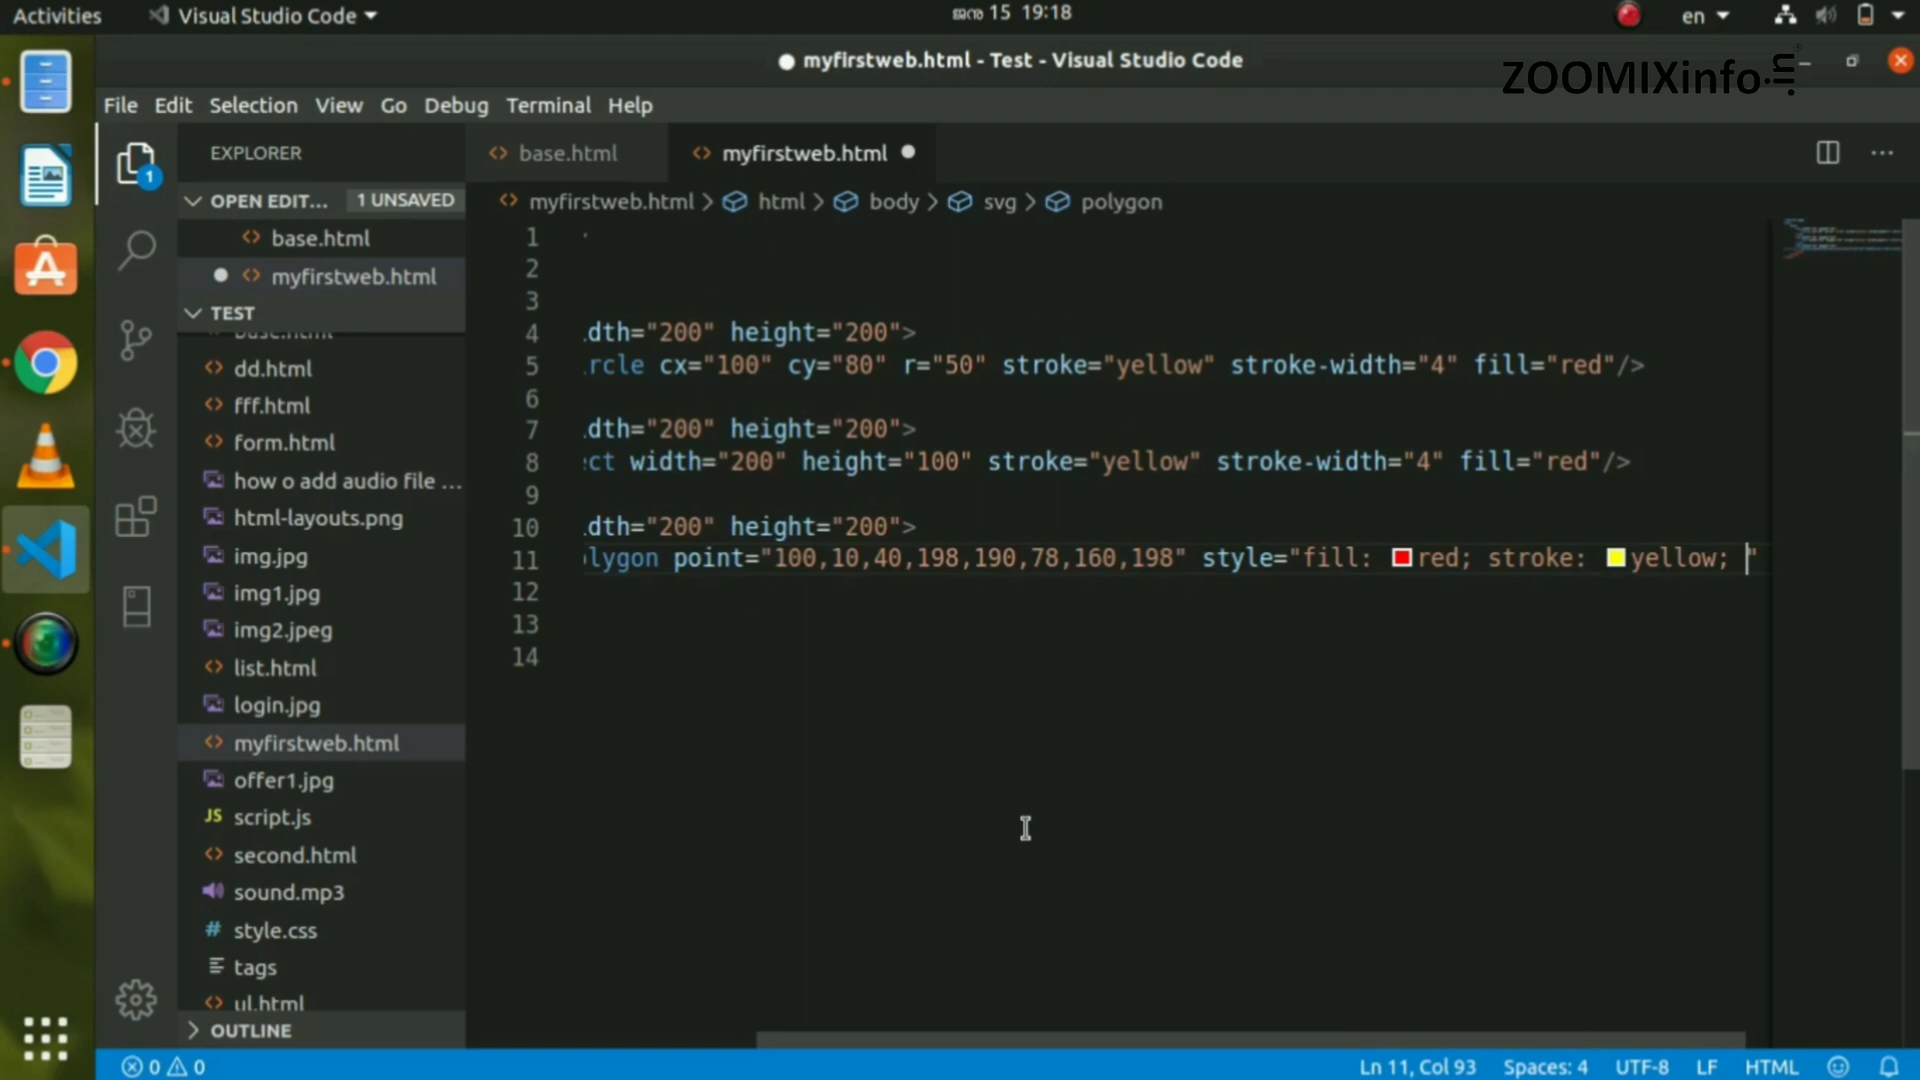 Activities Visual Studio Code ജനു 15 19:18 en
myfirstweb.html - Test - Visual Studio Code
ZOOMIXinfo.in
File Edit Selection View Go Debug Terminal Help
EXPLORER
1
base.html
myfirstweb.html
OPEN EDIT... 1 UNSAVED
base.html
myfirstweb.html
TEST
base.html
dd.html
fff.html
form.html
how o add audio file ...
html-layouts.png
img.jpg
img1.jpg
img2.jpeg
list.html
login.jpg
myfirstweb.html
offer1.jpg
JS script.js
second.html
sound.mp3
# style.css
tags
ul.html
OUTLINE
myfirstweb.html > html > body > svg > polygon
1
2
3
4 dth="200" height="200">
5 rcle cx="100" cy="80" r="50" stroke="yellow" stroke-width="4" fill="red"/>
6
7 dth="200" height="200">
8 ect width="200" height="100" stroke="yellow" stroke-width="4" fill="red"/>
9
10 dth="200" height="200">
11 olygon point="100,10,40,198,190,78,160,198" style="fill: red; stroke: yellow; "
12
13
14
0 0 Ln 11, Col 93 Spaces: 4 UTF-8 LF HTML